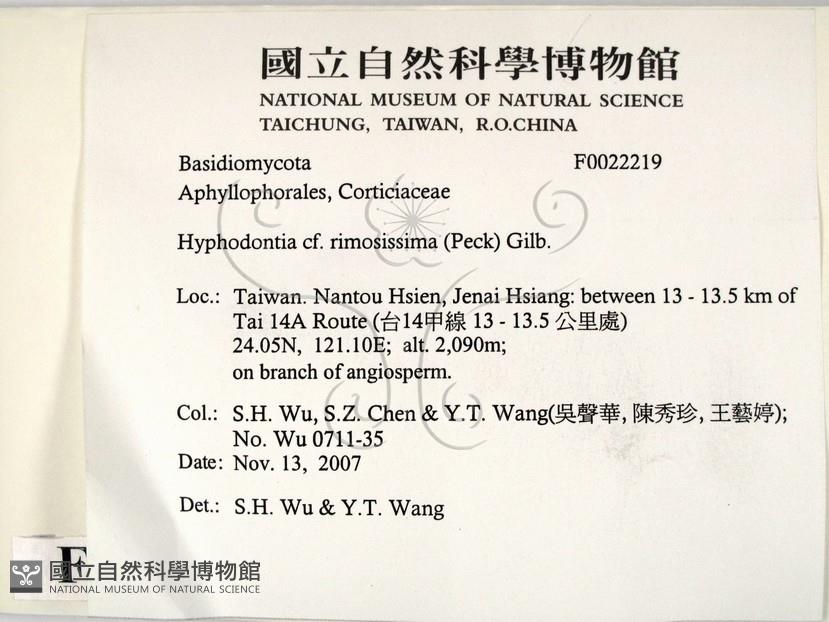 國立自然科學博物館
NATIONAL MUSEUM OF NATURAL SCIENCE
TAICHUNG, TAIWAN, R.O.CHINA
Basidiomycota F0022219
Aphyllophorales, Corticiaceae
Hyphodontia cf. rimosissima (Peck) Gilb.
Loc.: Taiwan. Nantou Hsien, Jenai Hsiang: between 13 - 13.5 km of
Tai 14A Route (台14甲線 13 - 13.5 公里處)
24.05N, 121.10E; alt. 2,090m;
on branch of angiosperm.
Col.: S.H. Wu, S.Z. Chen & Y.T. Wang(吳聲華, 陳秀珍, 王藝婷);
No. Wu 0711-35
Date: Nov. 13, 2007
Det.: S.H. Wu & Y.T. Wang
F
國立自然科學博物館
NATIONAL MUSEUM OF NATURAL SCIENCE